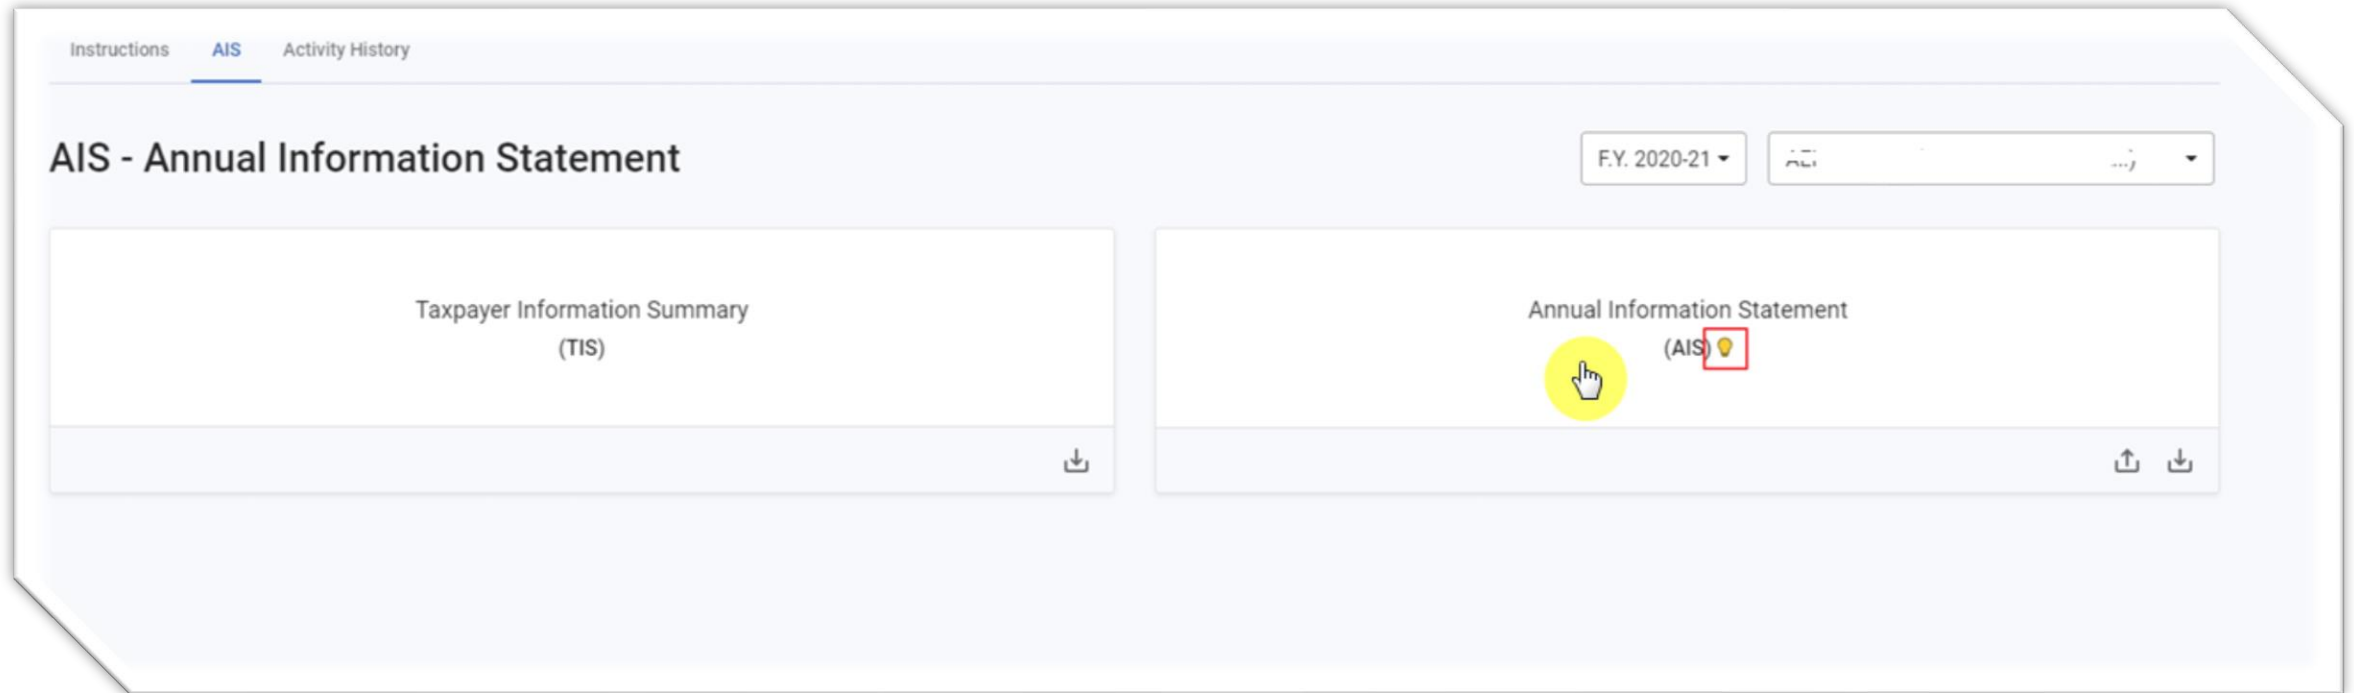 Instructions AIS Activity History
AIS - Annual Information Statement
F.Y. 2020-21
Taxpayer Information Summary
(TIS)
Annual Information Statement
(AIS)